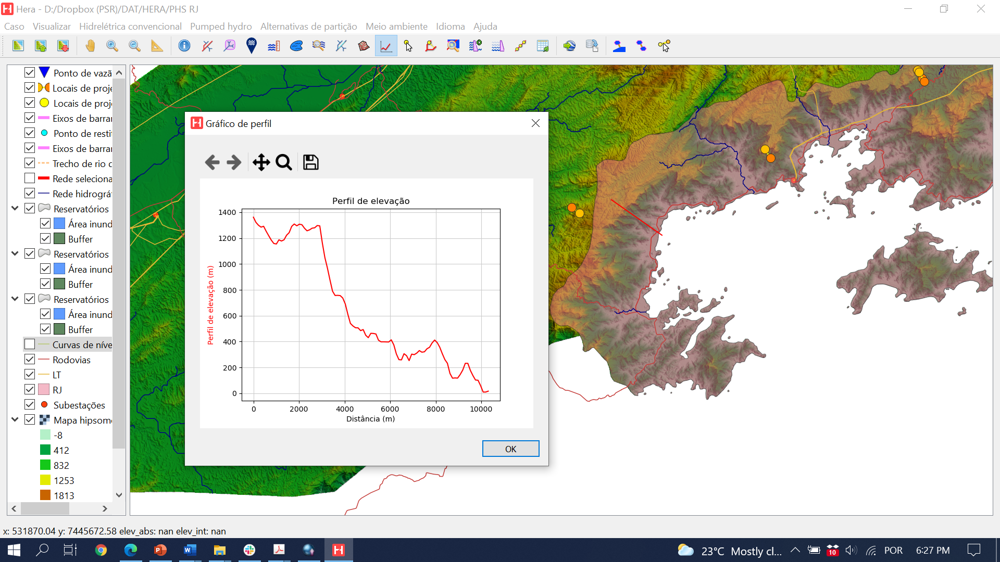 Hera - D:/Dropbox (PSR)/DAT/HERA/PHS RJ
Caso Visualizar Hidrelétrica convencional Pumped hydro Alternativas de partição Meio ambiente Idioma Ajuda
Ponto de vazã
Locais de proje
Locais de proj
Eixos de barrar
Ponto de resti
Eixos de barrar
Trecho de rio c
Rede seleciona
Rede hidrográ
Reservatórios
Área inund
Buffer
Reservatórios
Área inund
Buffer
Reservatórios
Área inund
Buffer
Curvas de níve
Rodovias
LT
RJ
Subestações
Mapa hipsom
-8
412
832
1253
1813
Gráfico de perfil
Perfil de elevação
Perfil de elevação (m)
1400
1200
1000
800
600
400
200
0
0 2000 4000 6000 8000 10000
Distância (m)
OK
x: 531870.04 y: 7445672.58 elev_abs: nan elev_int: nan
23°C Mostly cl... 10 POR 6:27 PM